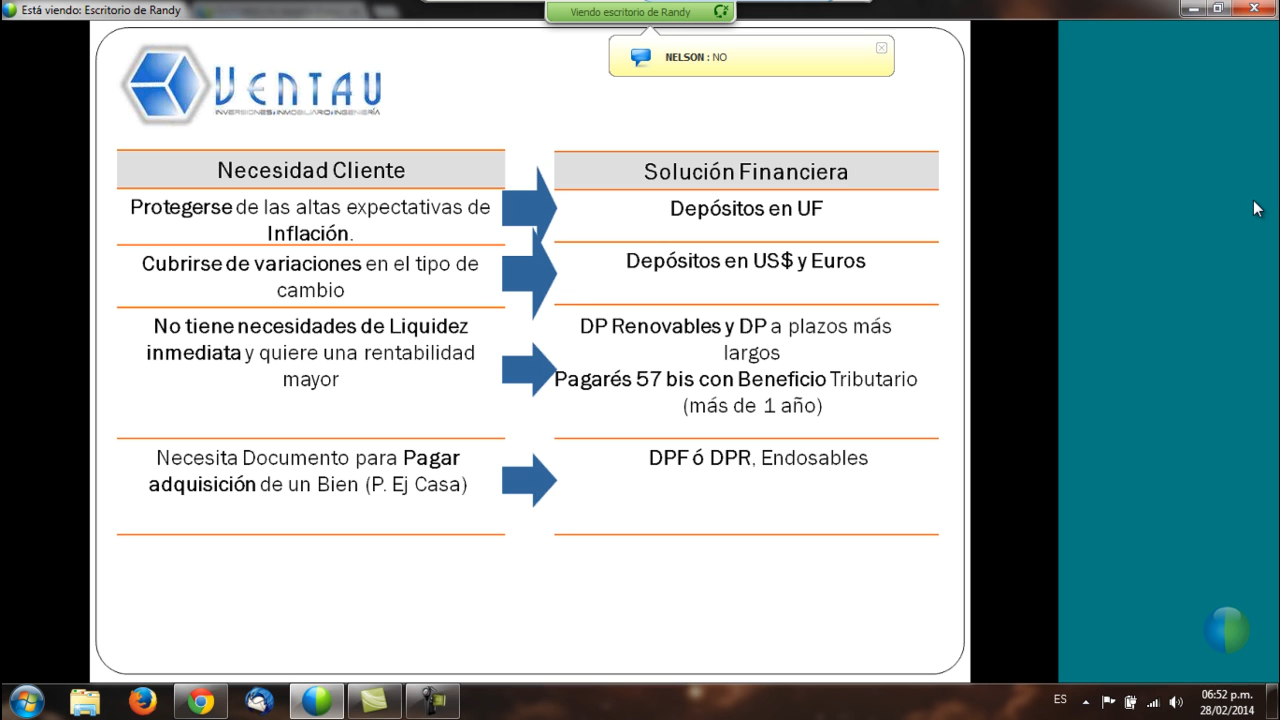 Está viendo: Escritorio de Randy
Viendo escritorio de Randy
NELSON : NO
VENTAU
INVERSIONES INMOBILIARIO INGENIERÍA
Necesidad Cliente
Solución Financiera
Protegerse de las altas expectativas de
Inflación.
Depósitos en UF
Cubrirse de variaciones en el tipo de
cambio
Depósitos en US$ y Euros
No tiene necesidades de Liquidez
inmediata y quiere una rentabilidad
mayor
DP Renovables y DP a plazos más
largos
Pagarés 57 bis con Beneficio Tributario
(más de 1 año)
Necesita Documento para Pagar
adquisición de un Bien (P. Ej Casa)
DPF ó DPR, Endosables
ES
06:52 p.m.
28/02/2014